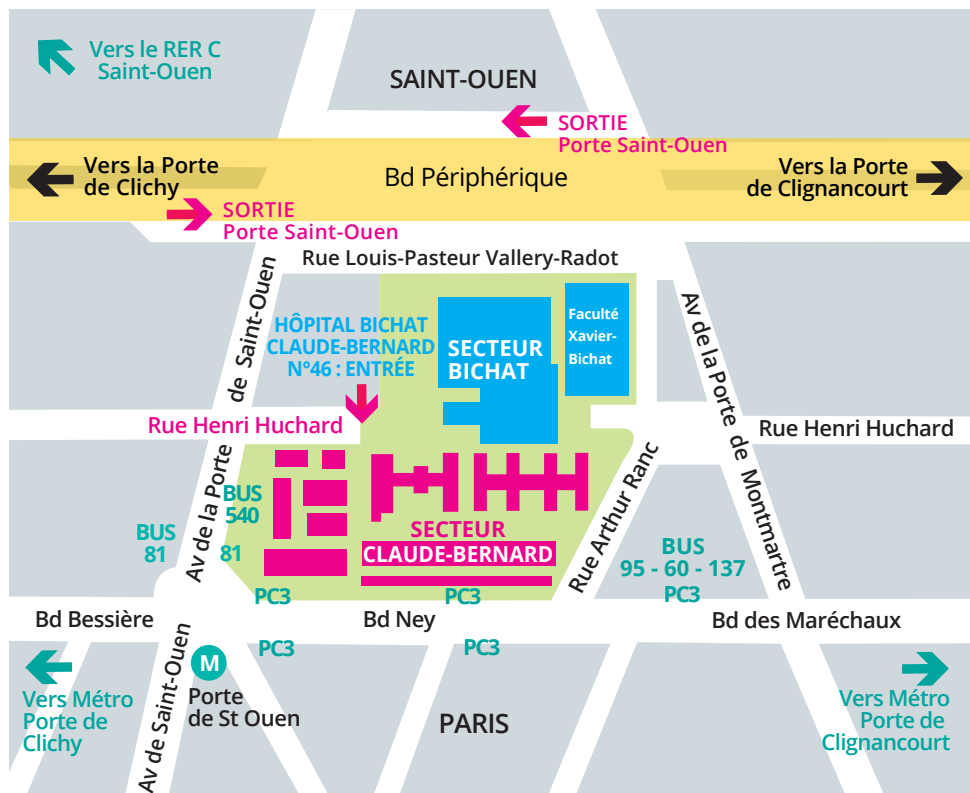 Vers le RER C
Saint-Ouen
SAINT-OUEN
SORTIE
Porte Saint-Ouen
Vers la Porte
de Clichy
Bd Périphérique
Vers la Porte
de Clignancourt
SORTIE
Porte Saint-Ouen
Rue Louis-Pasteur Vallery-Radot
Av de la Porte de Saint-Ouen
HÔPITAL BICHAT
CLAUDE-BERNARD
N°46 : ENTRÉE
SECTEUR
BICHAT
Faculté
Xavier-
Bichat
Av de la Porte de Montmartre
Rue Henri Huchard
Rue Henri Huchard
Rue Arthur Ranc
BUS
540
81
BUS
81
SECTEUR
CLAUDE-BERNARD
BUS
95 - 60 - 137
PC3
PC3
PC3
Bd Bessière
Bd Ney
Bd des Maréchaux
PC3
PC3
Av de Saint-Ouen
M
Porte
de St Ouen
Vers Métro
Porte de
Clichy
PARIS
Vers Métro
Porte de
Clignancourt